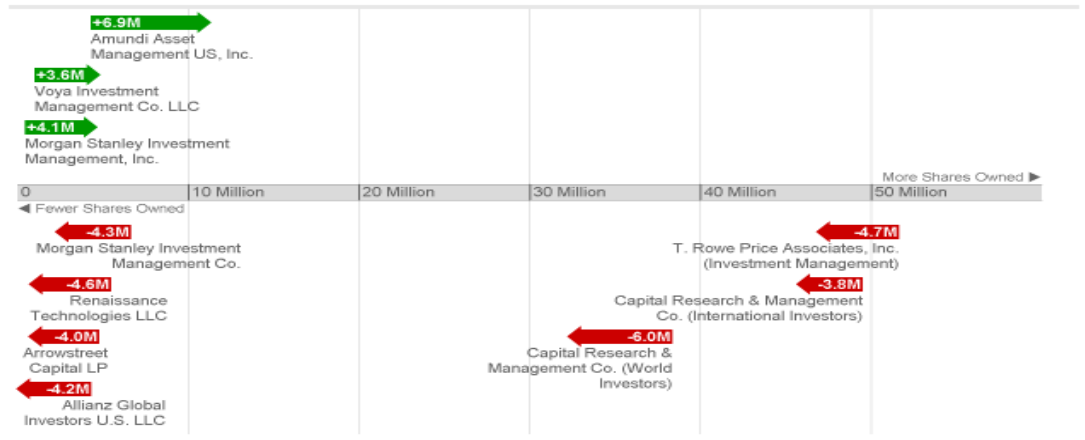 +6.9M
Amundi Asset
Management US, Inc.
+3.6M
Voya Investment
Management Co. LLC
+4.1M
Morgan Stanley Investment
Management, Inc.
More Shares Owned ►
0 10 Million 20 Million 30 Million 40 Million 50 Million
◄ Fewer Shares Owned
-4.3M
Morgan Stanley Investment
Management Co.
-4.6M
Renaissance
Technologies LLC
-4.0M
Arrowstreet
Capital LP
-4.2M
Allianz Global
Investors U.S. LLC
-4.7M
T. Rowe Price Associates, Inc.
(Investment Management)
-3.8M
Capital Research & Management
Co. (International Investors)
-6.0M
Capital Research &
Management Co. (World
Investors)